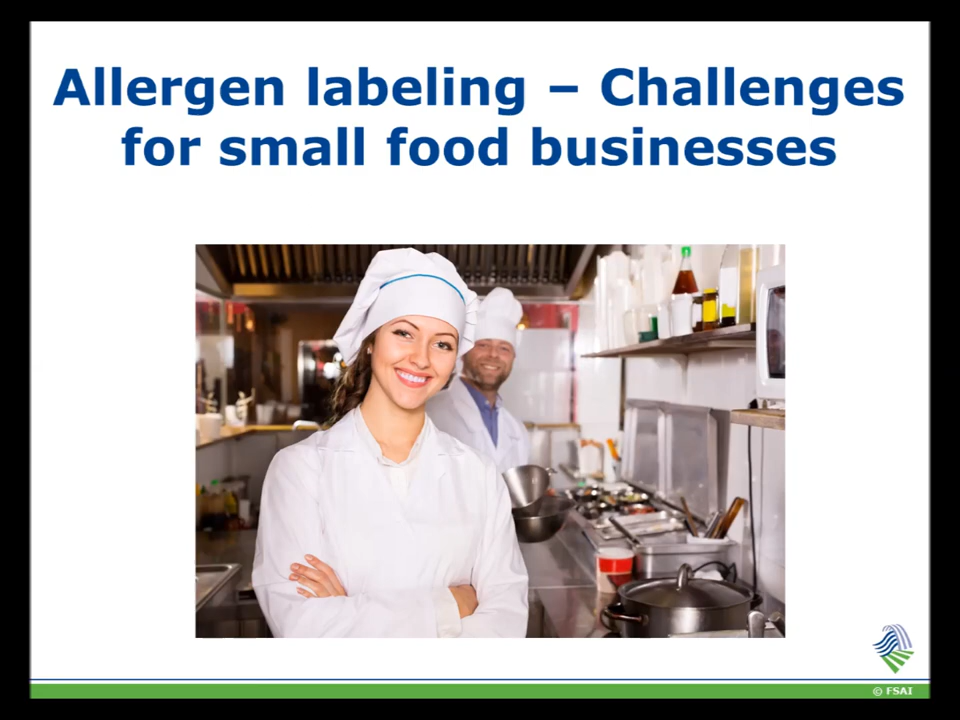 Allergen labeling – Challenges
for small food businesses
© FSAI